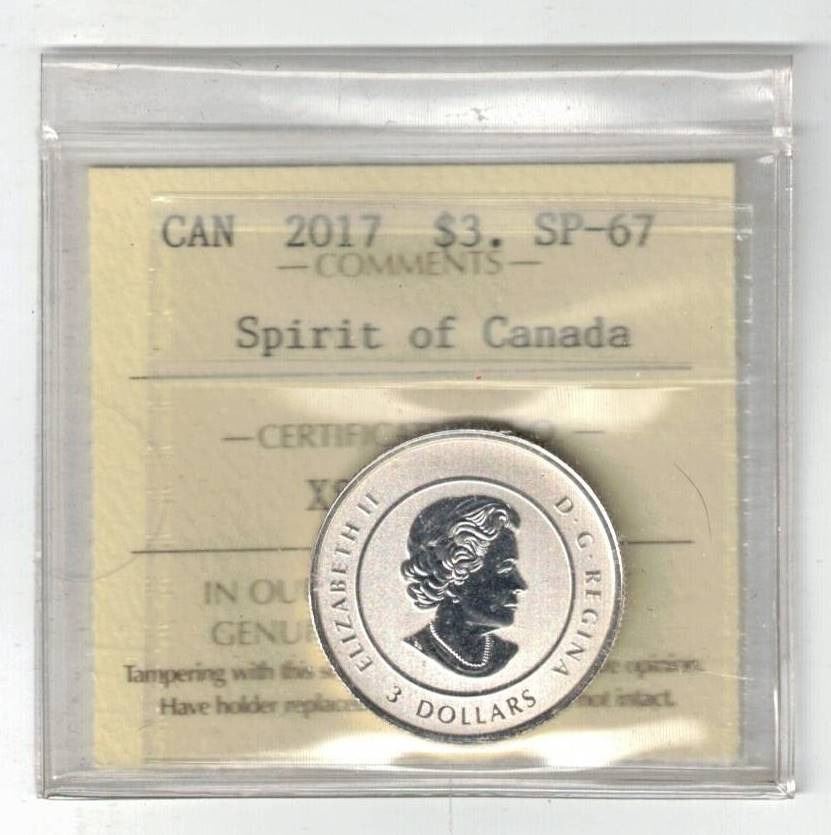 CAN 2017 $3. SP-67
—COMMENTS—
Spirit of Canada
—CERTIFIC O—
X
IN OU
GENU
Tampering with this s e opinion.
Have holder replace not intact.
ELIZABETH II D·G·REGINA
3 DOLLARS